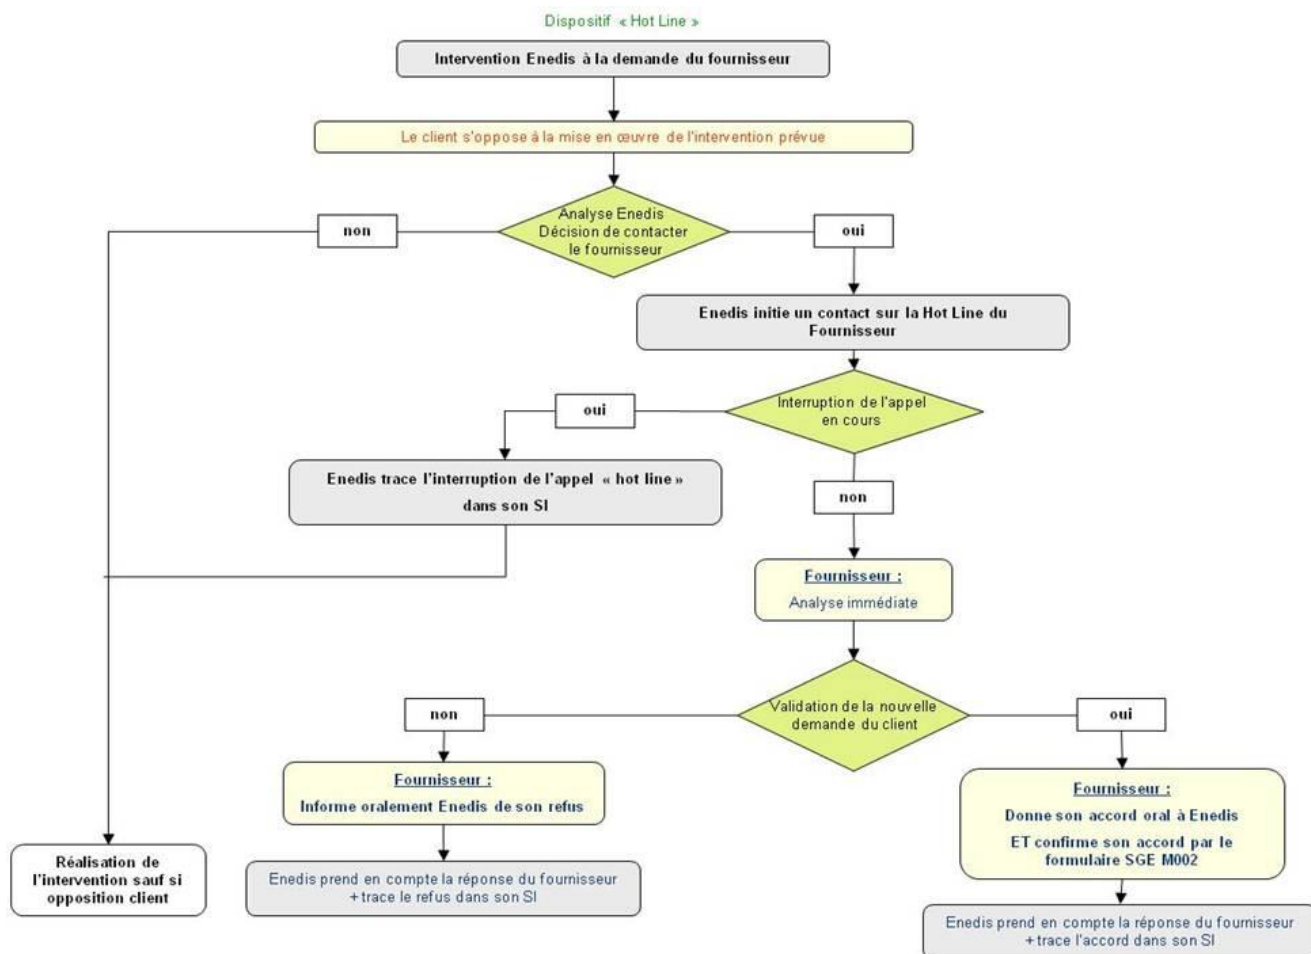 Dispositif « Hot Line »
Intervention Enedis à la demande du fournisseur
Le client s'oppose à la mise en œuvre de l'intervention prévue
Analyse Enedis
Décision de contacter
le fournisseur
non
oui
Enedis initie un contact sur la Hot Line du
Fournisseur
Interruption de l'appel
en cours
oui
Enedis trace l'interruption de l'appel « hot line »
dans son SI
non
Fournisseur :
Analyse immédiate
Validation de la nouvelle
demande du client
non
oui
Fournisseur :
Informe oralement Enedis de son refus
Fournisseur :
Donne son accord oral à Enedis
ET confirme son accord par le
formulaire SGE M002
Réalisation de
l'intervention sauf si
opposition client
Enedis prend en compte la réponse du fournisseur
+ trace le refus dans son SI
Enedis prend en compte la réponse du fournisseur
+ trace l'accord dans son SI